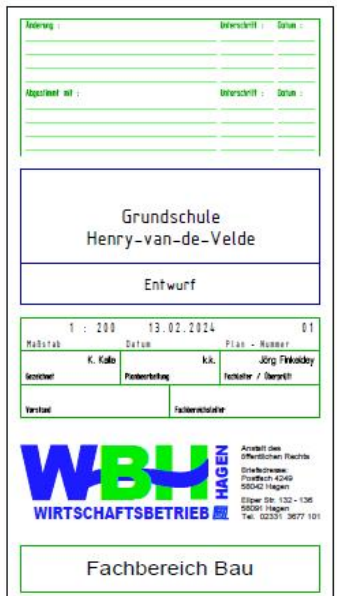 Änderung : Unterschrift : Datum :
Abgestimmt mit : Unterschrift : Datum :
Grundschule
Henry-van-de-Velde
Entwurf
1 : 200 13.02.2024 01
Maßstab Datum Plan - Nummer
K. Kalle k.k. Jörg Finkeldey
Gezeichnet Planbearbeitung Fachleiter / Überprüft
Vorstand Fachbereichsleiter
WBH HAGEN
WIRTSCHAFTSBETRIEB
Anstalt des
öffentlichen Rechts
Briefadresse:
Postfach 4249
58042 Hagen
Eilper Str. 132 - 136
58091 Hagen
Tel. 02331 3677 101
Fachbereich Bau